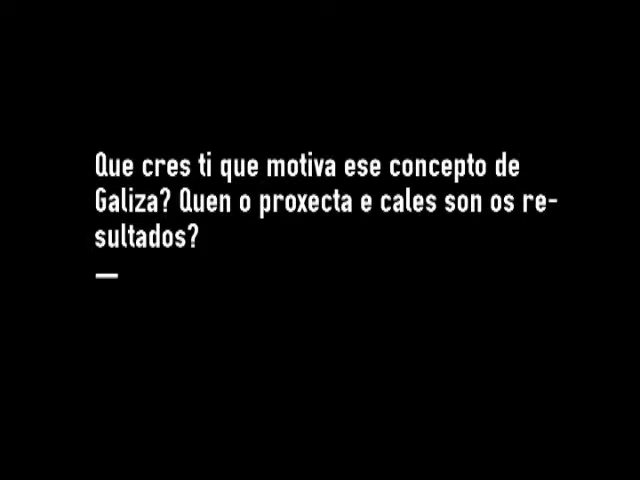 Que cres ti que motiva ese concepto de
Galiza? Quen o proxecta e cales son os re-
sultados?